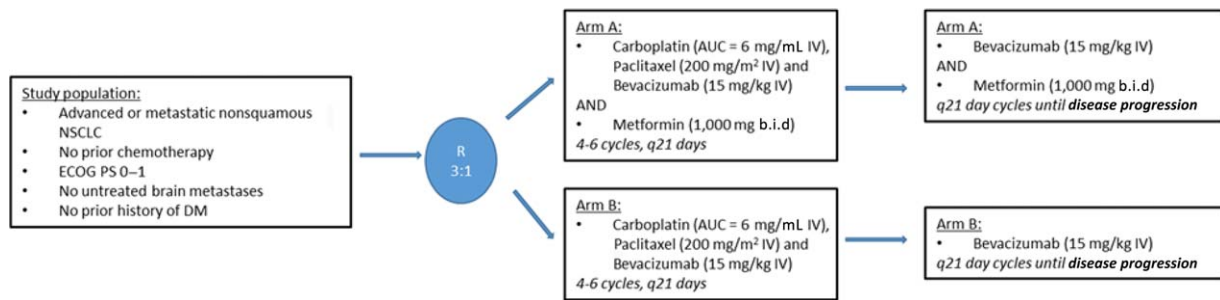 Study population:
• Advanced or metastatic nonsquamous
NSCLC
• No prior chemotherapy
• ECOG PS 0–1
• No untreated brain metastases
• No prior history of DM
R
3:1
Arm A:
• Carboplatin (AUC = 6 mg/mL IV),
Paclitaxel (200 mg/m² IV) and
Bevacizumab (15 mg/kg IV)
AND
• Metformin (1,000 mg b.i.d)
4-6 cycles, q21 days
Arm A:
• Bevacizumab (15 mg/kg IV)
AND
• Metformin (1,000 mg b.i.d)
q21 day cycles until disease progression
Arm B:
• Carboplatin (AUC = 6 mg/mL IV),
Paclitaxel (200 mg/m² IV) and
Bevacizumab (15 mg/kg IV)
4-6 cycles, q21 days
Arm B:
• Bevacizumab (15 mg/kg IV)
q21 day cycles until disease progression